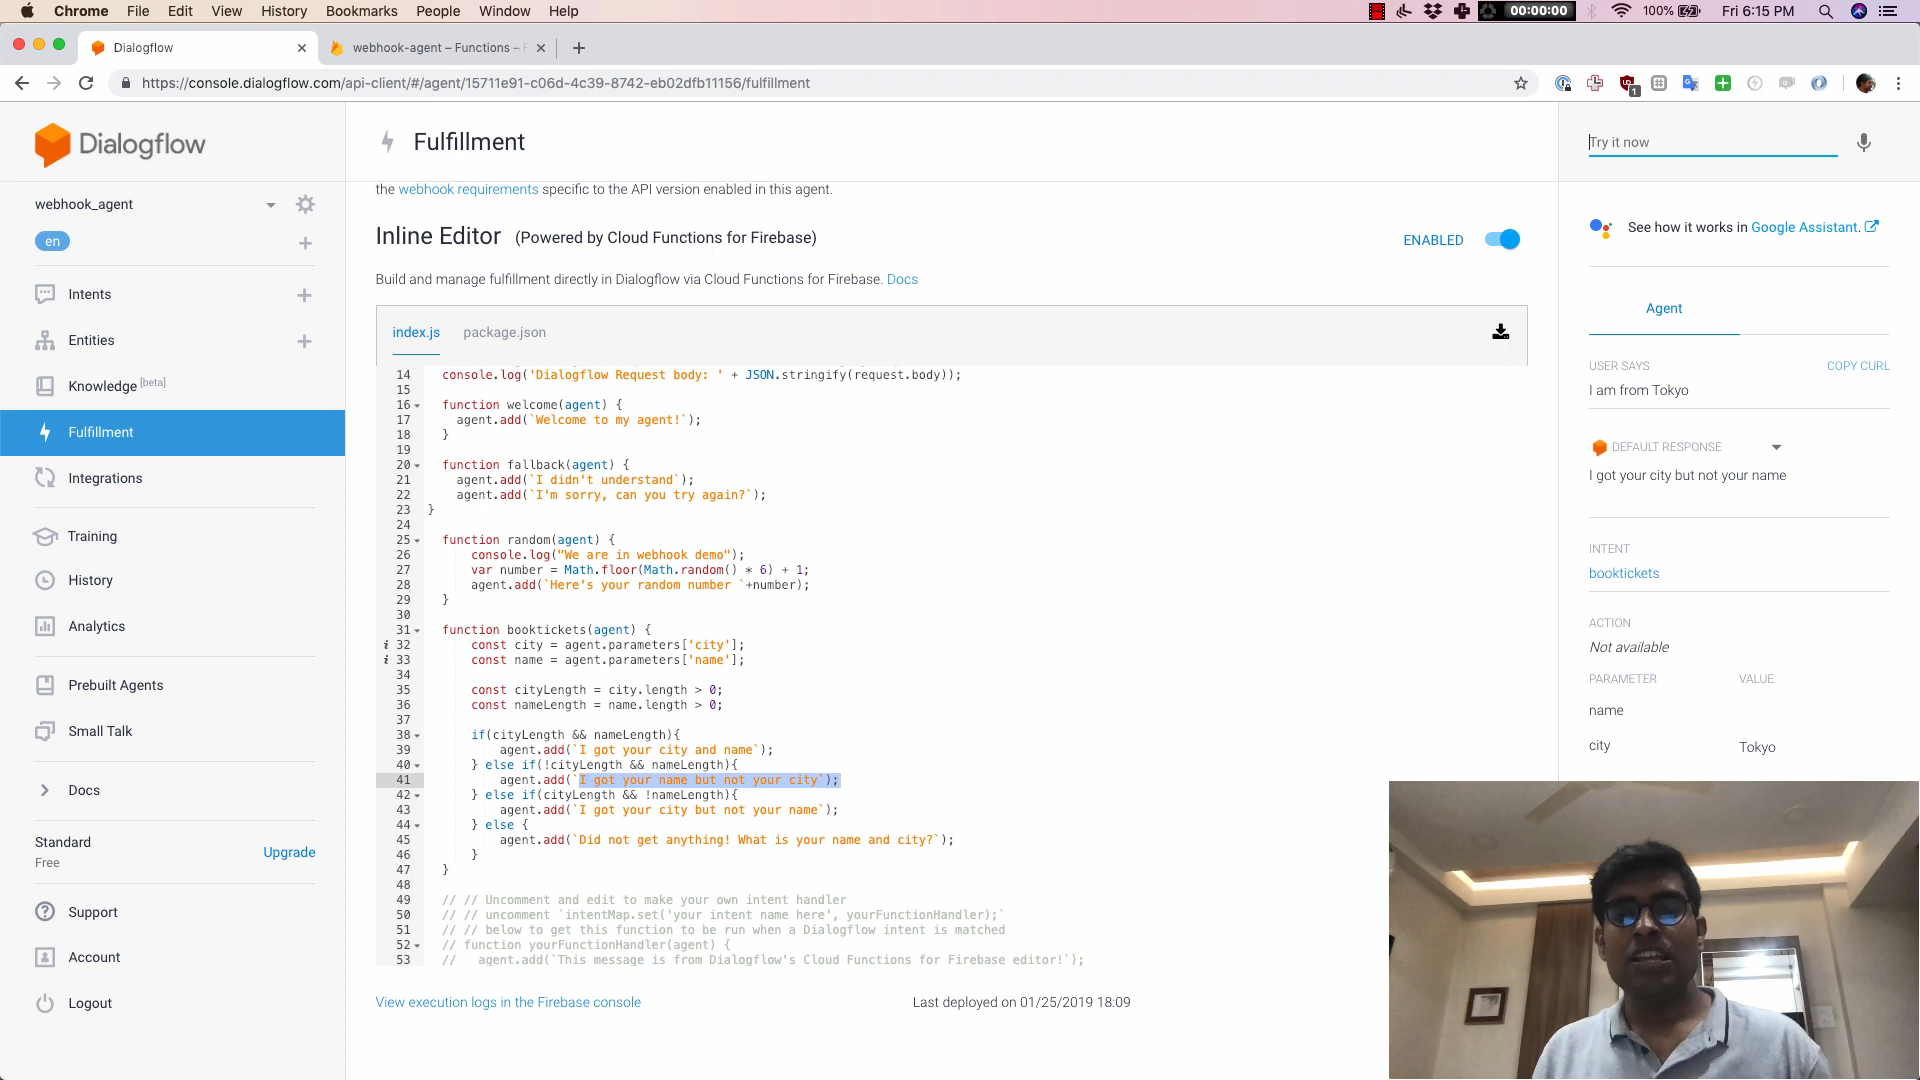 Chrome File Edit View History Bookmarks People Window Help 00:00:00 100% Fri 6:15 PM
Dialogflow webhook-agent – Functions –
https://console.dialogflow.com/api-client/#/agent/15711e91-c06d-4c39-8742-eb02dfb11156/fulfillment 1
Dialogflow
webhook_agent
en
Intents
Entities
Knowledge [beta]
Fulfillment
Integrations
Training
History
Analytics
Prebuilt Agents
Small Talk
Docs
Standard
Free
Upgrade
Support
Account
Logout
Fulfillment
the webhook requirements specific to the API version enabled in this agent.
Inline Editor (Powered by Cloud Functions for Firebase) ENABLED
Build and manage fulfillment directly in Dialogflow via Cloud Functions for Firebase. Docs
index.js package.json
14 console.log('Dialogflow Request body: ' + JSON.stringify(request.body));
15
16 function welcome(agent) {
17 agent.add(`Welcome to my agent!`);
18 }
19
20 function fallback(agent) {
21 agent.add(`I didn't understand`);
22 agent.add(`I'm sorry, can you try again?`);
23 }
24
25 function random(agent) {
26 console.log("We are in webhook demo");
27 var number = Math.floor(Math.random() * 6) + 1;
28 agent.add(`Here's your random number `+number);
29 }
30
31 function booktickets(agent) {
i 32 const city = agent.parameters['city'];
i 33 const name = agent.parameters['name'];
34
35 const cityLength = city.length > 0;
36 const nameLength = name.length > 0;
37
38 if(cityLength && nameLength){
39 agent.add(`I got your city and name`);
40 } else if(!cityLength && nameLength){
41 agent.add(`I got your name but not your city`);
42 } else if(cityLength && !nameLength){
43 agent.add(`I got your city but not your name`);
44 } else {
45 agent.add(`Did not get anything! What is your name and city?`);
46 }
47 }
48
49 // // Uncomment and edit to make your own intent handler
50 // // uncomment `intentMap.set('your intent name here', yourFunctionHandler);`
51 // // below to get this function to be run when a Dialogflow intent is matched
52 // function yourFunctionHandler(agent) {
53 // agent.add(`This message is from Dialogflow's Cloud Functions for Firebase editor!`);
View execution logs in the Firebase console Last deployed on 01/25/2019 18:09
Try it now
See how it works in Google Assistant.
Agent
USER SAYS COPY CURL
I am from Tokyo
DEFAULT RESPONSE
I got your city but not your name
INTENT
booktickets
ACTION
Not available
PARAMETER VALUE
name
city Tokyo